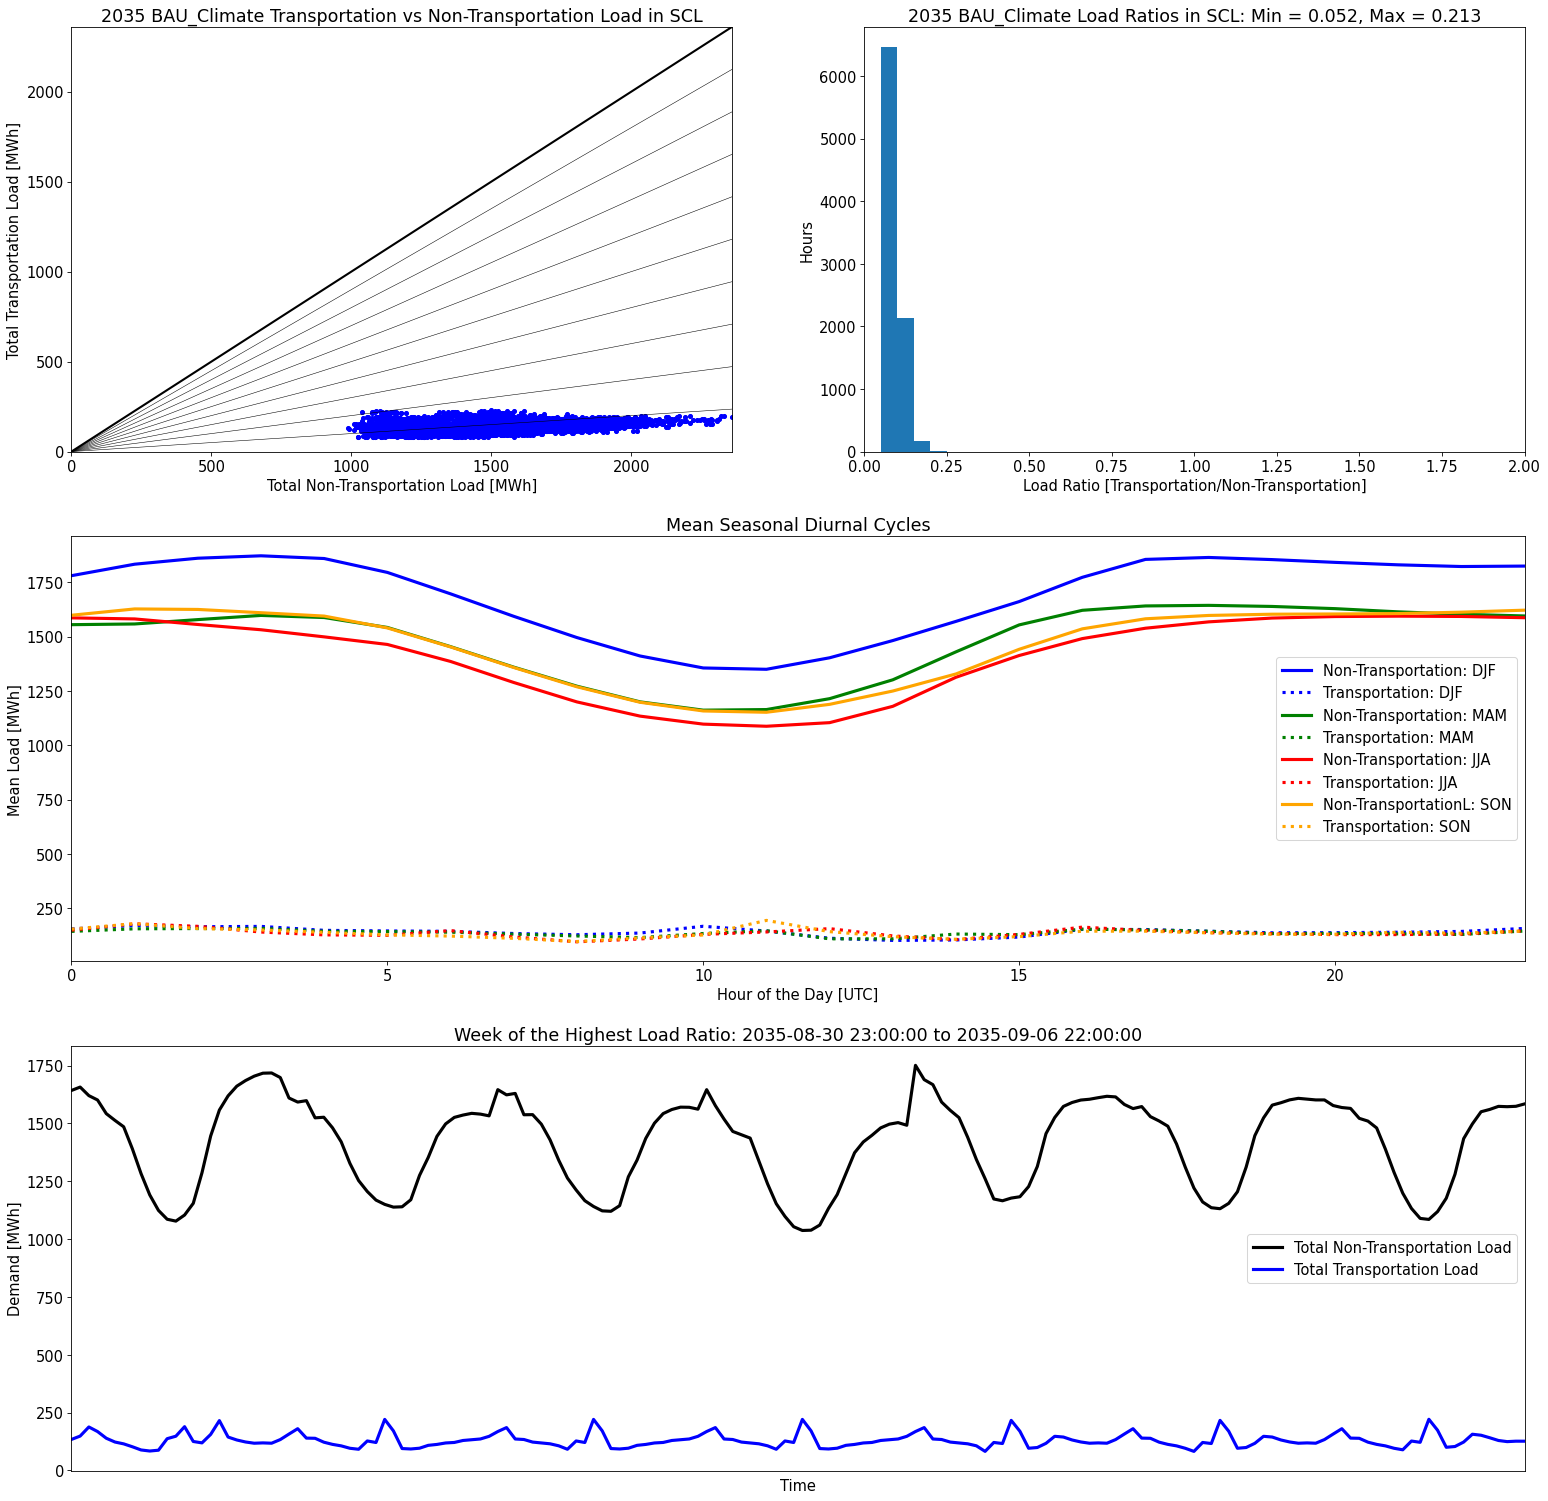 2035 BAU_Climate Transportation vs Non-Transportation Load in SCL
Total Transportation Load [MWh]
2000
1500
1000
500
0
0 500 1000 1500 2000
Total Non-Transportation Load [MWh]
2035 BAU_Climate Load Ratios in SCL: Min = 0.052, Max = 0.213
Hours
6000
5000
4000
3000
2000
1000
0
0.00 0.25 0.50 0.75 1.00 1.25 1.50 1.75 2.00
Load Ratio [Transportation/Non-Transportation]
Mean Seasonal Diurnal Cycles
Mean Load [MWh]
1750
1500
1250
1000
750
500
250
Non-Transportation: DJF
Transportation: DJF
Non-Transportation: MAM
Transportation: MAM
Non-Transportation: JJA
Transportation: JJA
Non-TransportationL: SON
Transportation: SON
0 5 10 15 20
Hour of the Day [UTC]
Week of the Highest Load Ratio: 2035-08-30 23:00:00 to 2035-09-06 22:00:00
Demand [MWh]
1750
1500
1250
1000
750
500
250
0
Total Non-Transportation Load
Total Transportation Load
Time